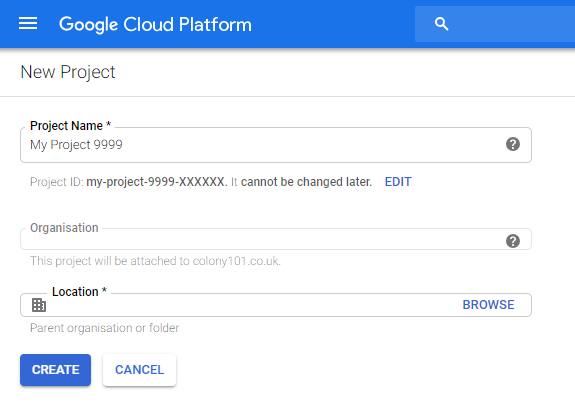 Google Cloud Platform
New Project
Project Name *
My Project 9999
Project ID: my-project-9999-XXXXXX. It cannot be changed later. EDIT
Organisation
This project will be attached to colony101.co.uk.
Location *
BROWSE
Parent organisation or folder
CREATE CANCEL